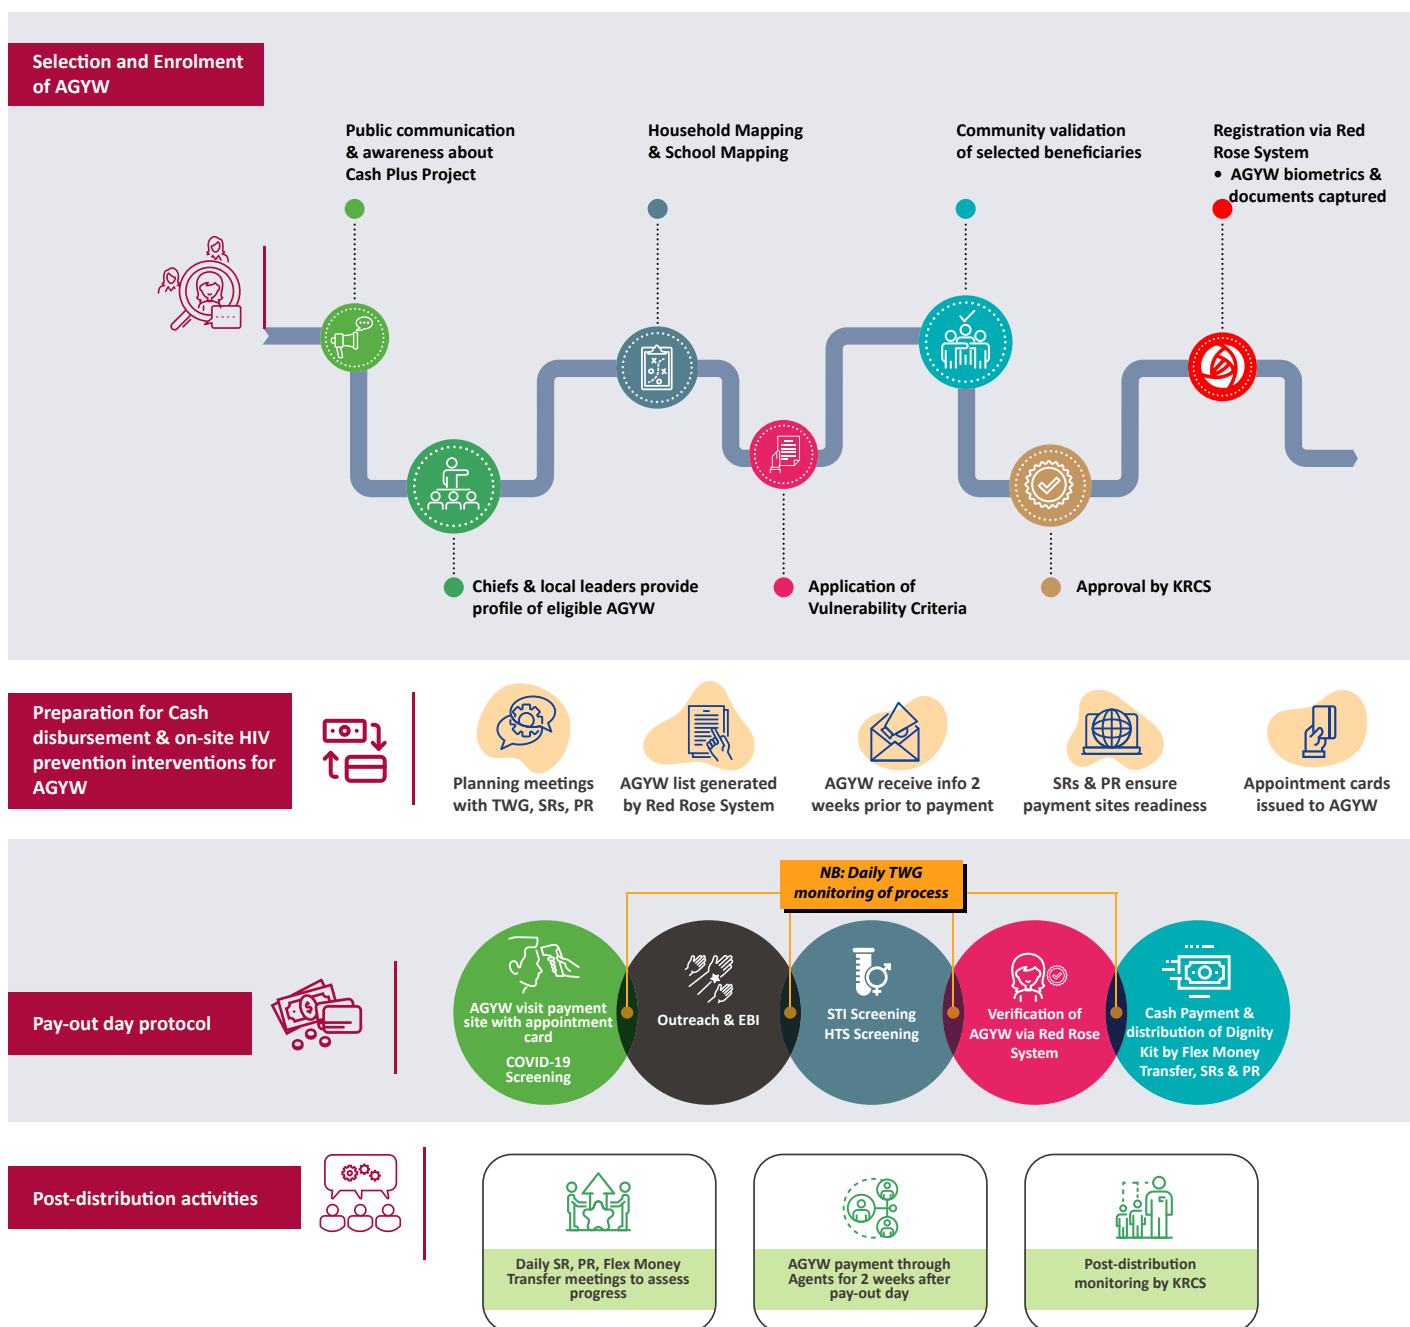 Selection and Enrolment
of AGYW
Public communication
& awareness about
Cash Plus Project
Household Mapping
& School Mapping
Community validation
of selected beneficiaries
Registration via Red
Rose System
• AGYW biometrics &
documents captured
Chiefs & local leaders provide
profile of eligible AGYW
Application of
Vulnerability Criteria
Approval by KRCS
Preparation for Cash
disbursement & on-site HIV
prevention interventions for
AGYW
Planning meetings
with TWG, SRs, PR
AGYW list generated
by Red Rose System
AGYW receive info 2
weeks prior to payment
SRs & PR ensure
payment sites readiness
Appointment cards
issued to AGYW
NB: Daily TWG
monitoring of process
Pay-out day protocol
AGYW visit payment
site with appointment
card
COVID-19
Screening
Outreach & EBI
STI Screening
HTS Screening
Verification of
AGYW via Red Rose
System
Cash Payment &
distribution of Dignity
Kit by Flex Money
Transfer, SRs & PR
Post-distribution activities
Daily SR, PR, Flex Money
Transfer meetings to assess
progress
AGYW payment through
Agents for 2 weeks after
pay-out day
Post-distribution
monitoring by KRCS